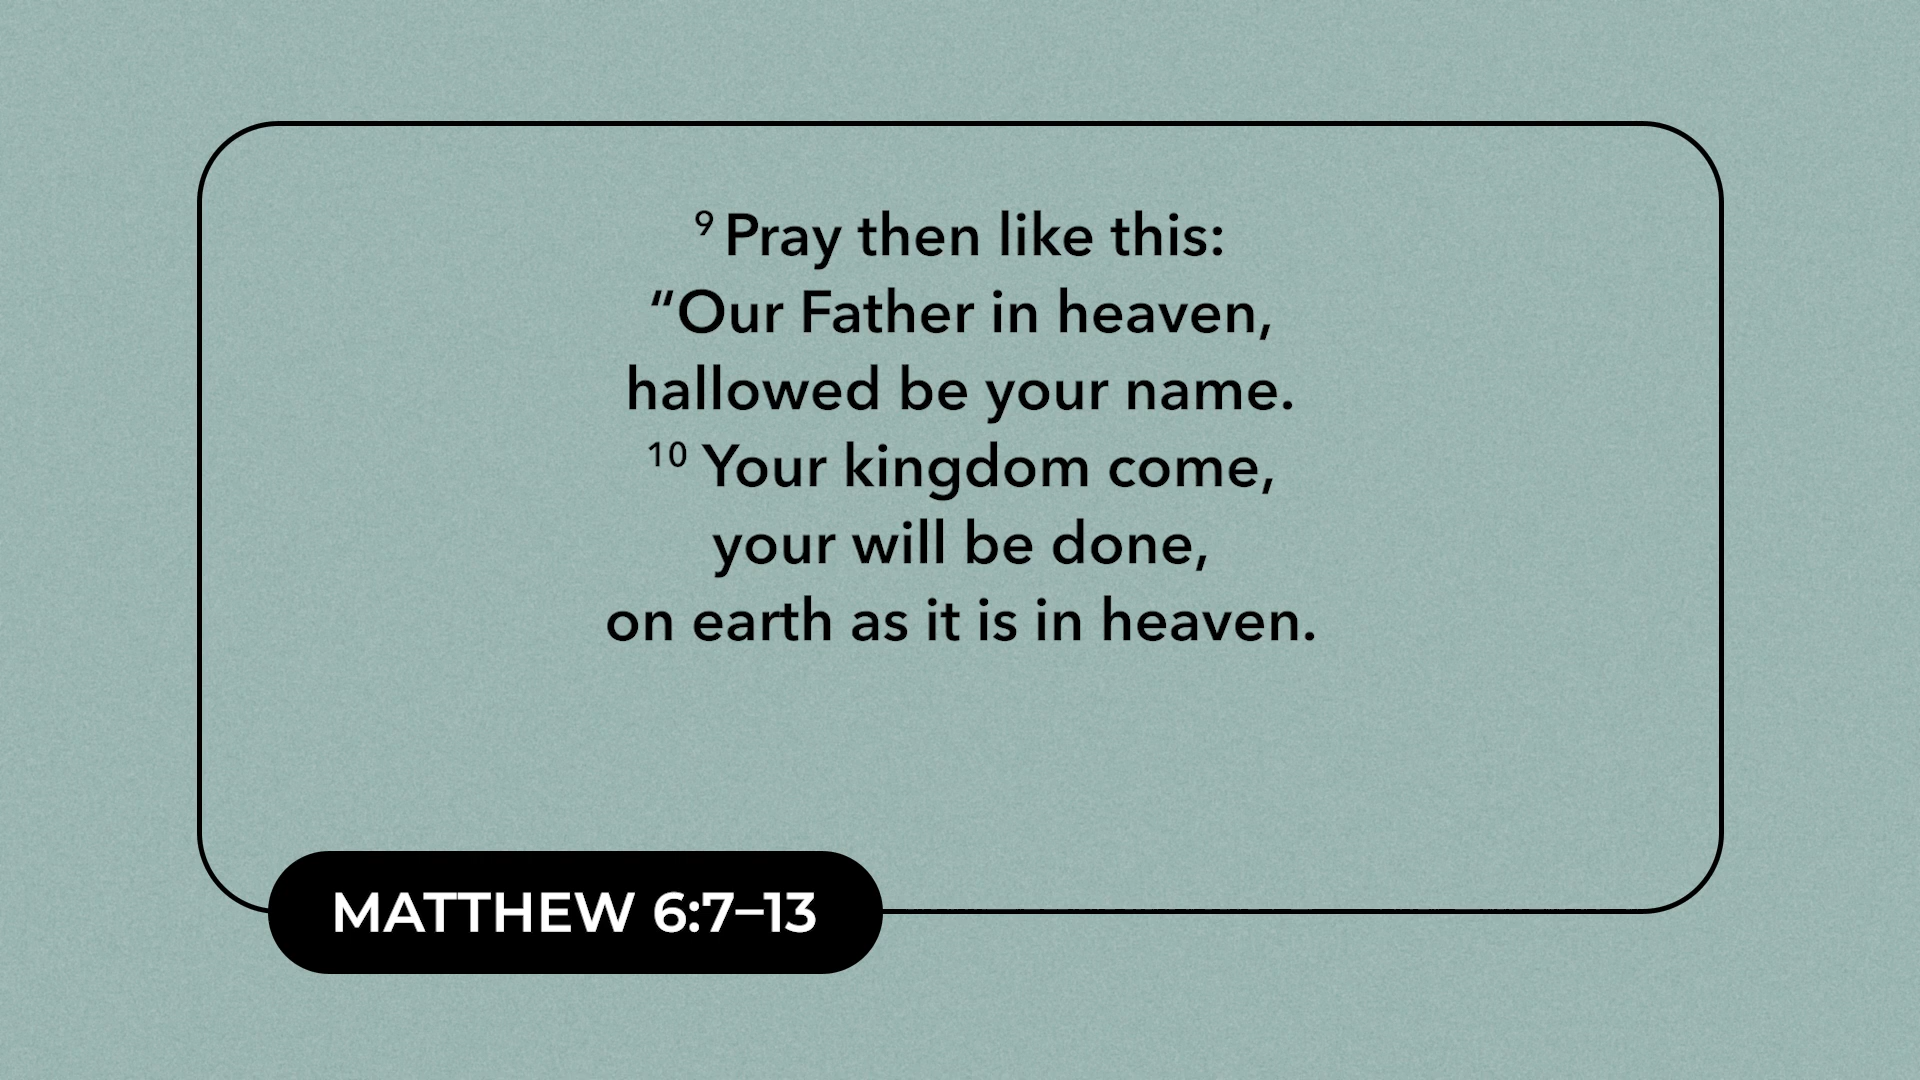 9 Pray then like this:
“Our Father in heaven,
hallowed be your name.
10 Your kingdom come,
your will be done,
on earth as it is in heaven.
MATTHEW 6:7–13